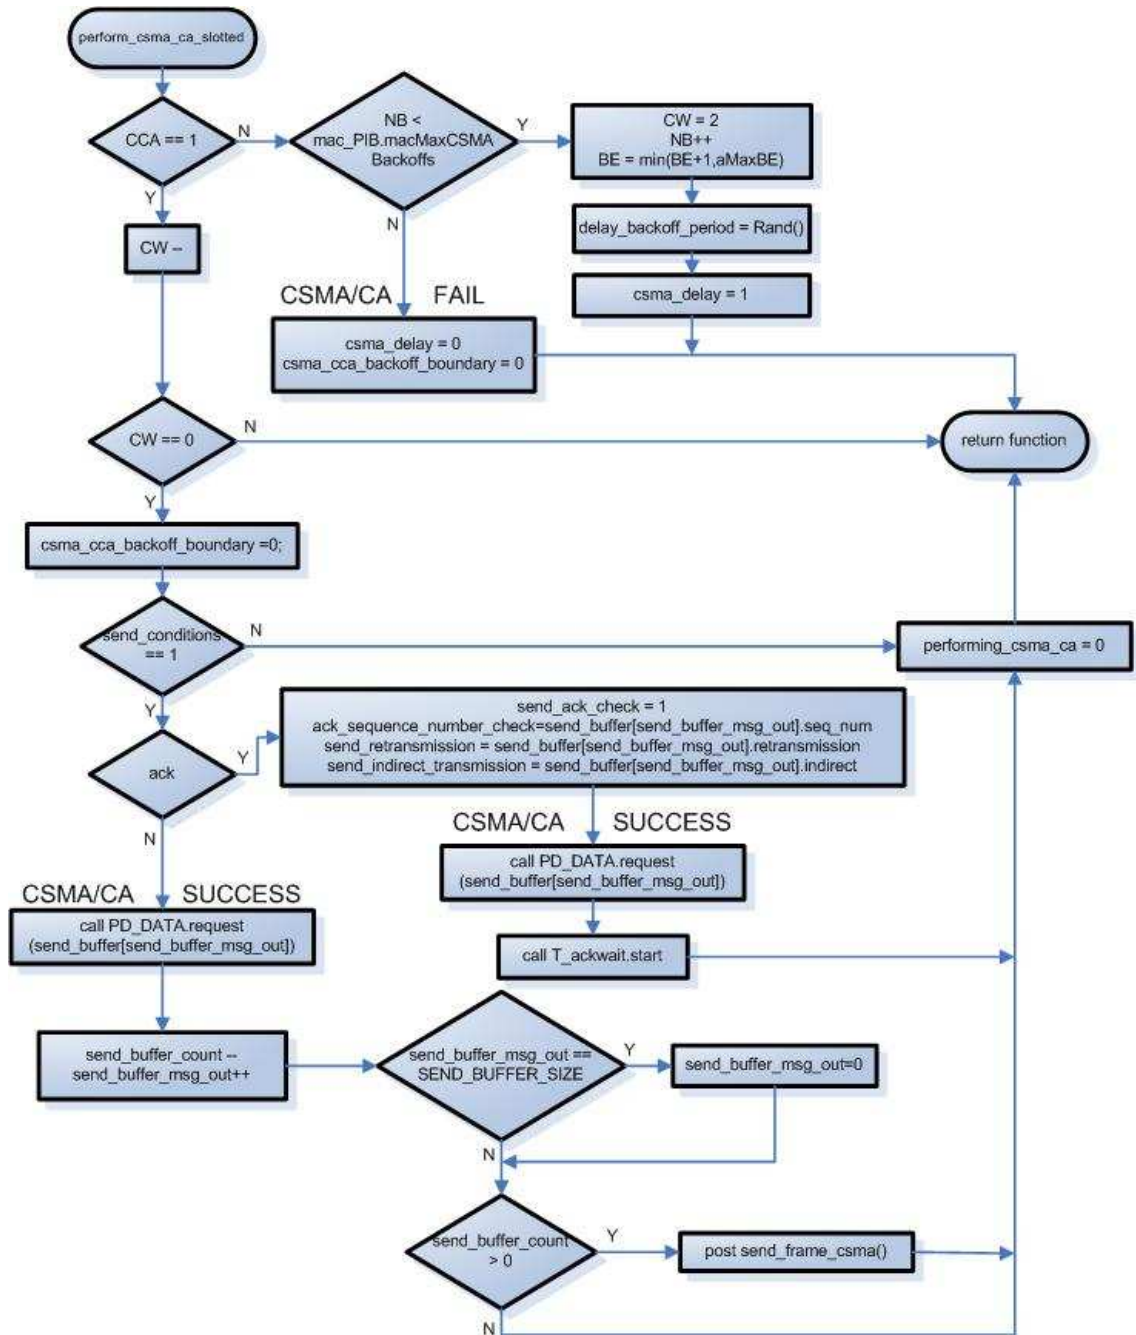 perform_csma_ca_slotted
CCA == 1
N
NB <
mac_PIB.macMaxCSMA
Backoffs
Y
CW = 2
NB++
BE = min(BE+1,aMaxBE)
Y
N
delay_backoff_period = Rand()
CW --
csma_delay = 1
CSMA/CA FAIL
csma_delay = 0
csma_cca_backoff_boundary = 0
CW == 0
N
return function
Y
csma_cca_backoff_boundary =0;
send_conditions
== 1
N
performing_csma_ca = 0
Y
ack
Y
send_ack_check = 1
ack_sequence_number_check=send_buffer[send_buffer_msg_out].seq_num
send_retransmission = send_buffer[send_buffer_msg_out].retransmission
send_indirect_transmission = send_buffer[send_buffer_msg_out].indirect
N
CSMA/CA SUCCESS
call PD_DATA.request
(send_buffer[send_buffer_msg_out])
CSMA/CA SUCCESS
call PD_DATA.request
(send_buffer[send_buffer_msg_out])
call T_ackwait.start
send_buffer_count --
send_buffer_msg_out++
send_buffer_msg_out ==
SEND_BUFFER_SIZE
Y
send_buffer_msg_out=0
N
send_buffer_count
> 0
Y
post send_frame_csma()
N